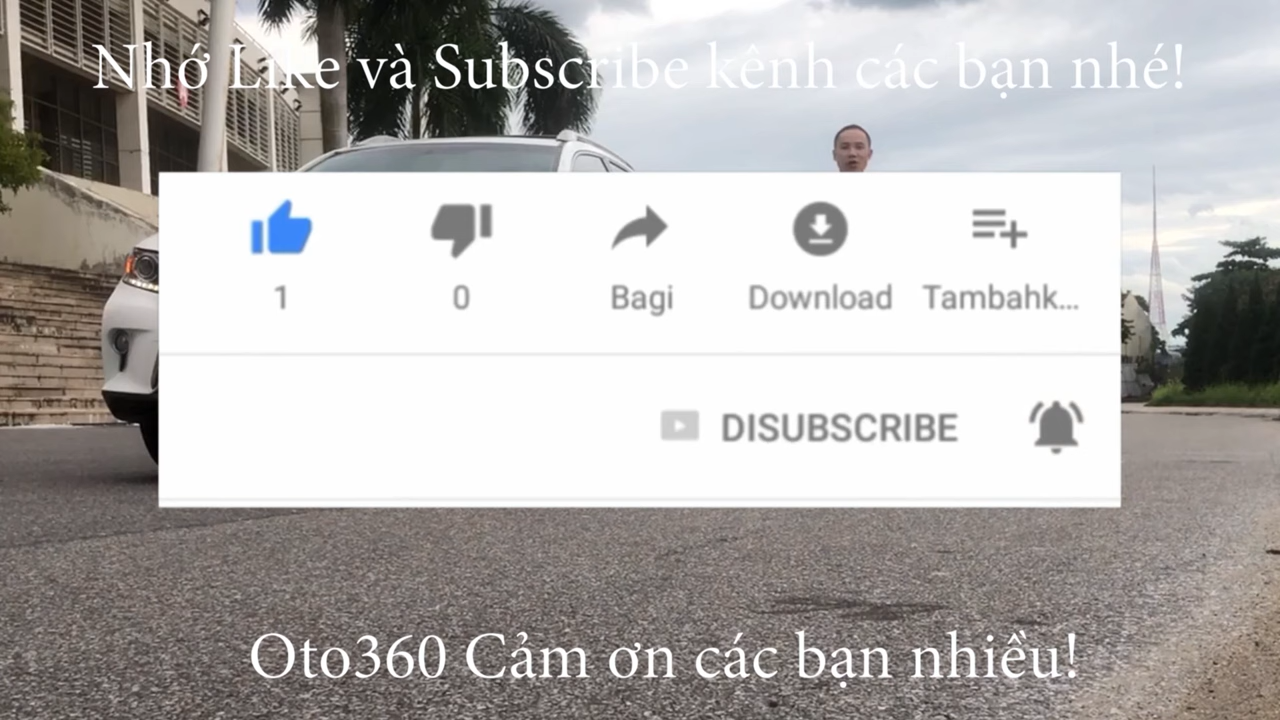 Nhớ Like và Subscribe kênh các bạn nhé!
1 0 Bagi Download Tambahk...
DISUBSCRIBE
Oto360 Cảm ơn các bạn nhiều!